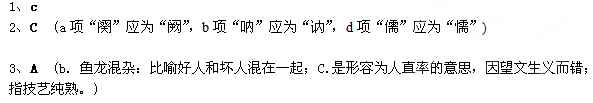 1、c
2、C （a项“阕”应为“阙”，b项“呐”应为“讷”，d项“儒”应为“懦”）
3、A （b. 鱼龙混杂：比喻好人和坏人混在一起；C.是形容为人直率的意思，因望文生义而错；
指技艺纯熟。）